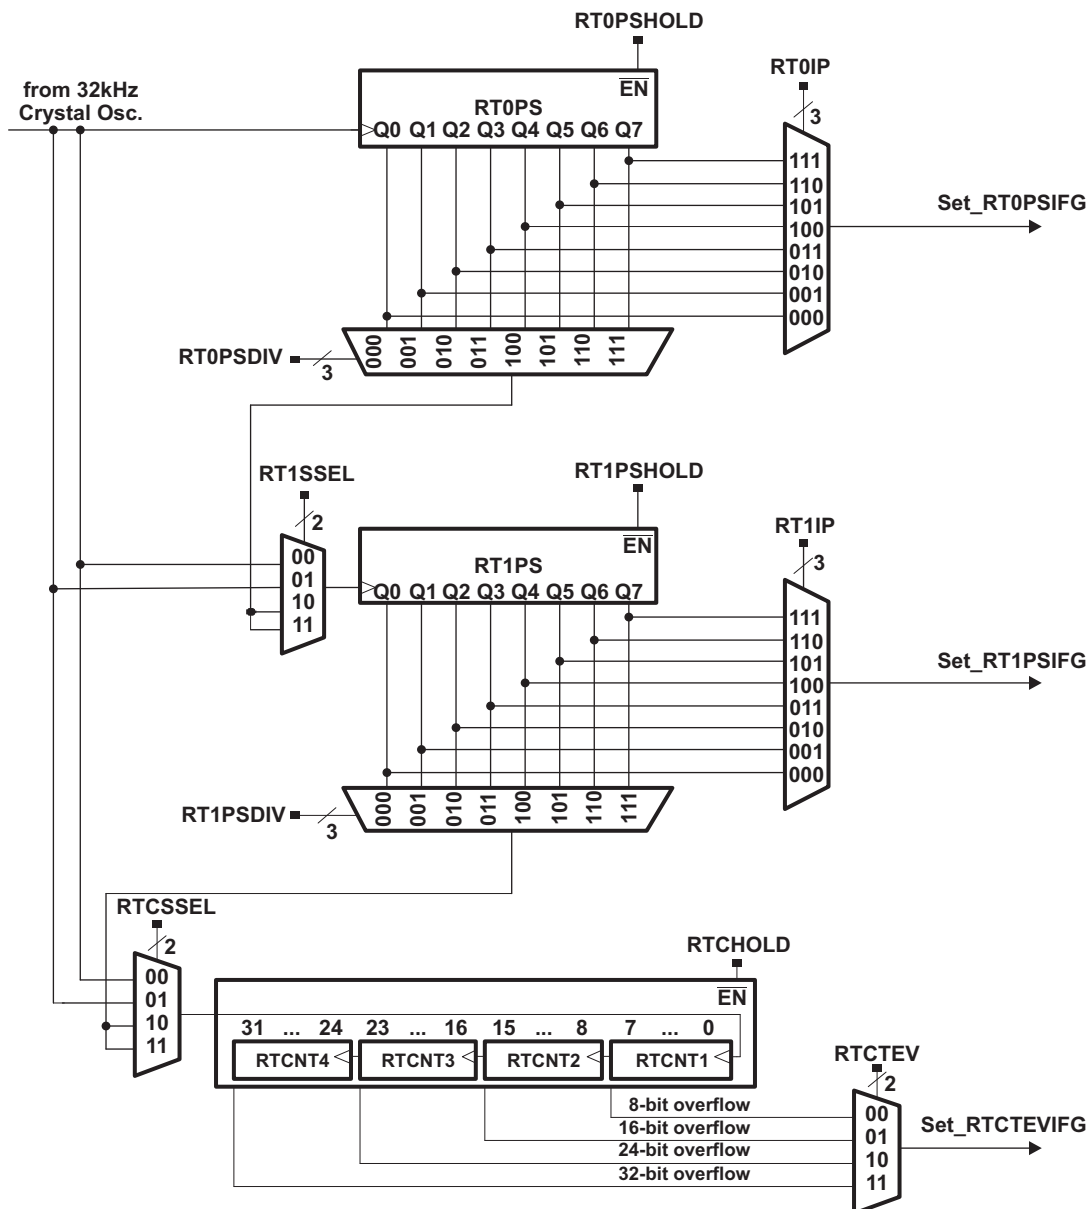 RT0PSHOLD
RT0IP
from 32kHz
Crystal Osc.
EN
RT0PS
3
Q0 Q1 Q2 Q3 Q4 Q5 Q6 Q7
111
110
101
Set_RT0PSIFG
100
011
010
001
000
RT0PSDIV
3
000 001 010 011 100 101 110 111
RT1SSEL
RT1PSHOLD
2
RT1IP
00
01
10
11
EN
RT1PS
3
Q0 Q1 Q2 Q3 Q4 Q5 Q6 Q7
111
110
101
Set_RT1PSIFG
100
011
010
001
000
RT1PSDIV
3
000 001 010 011 100 101 110 111
RTCSSEL
2
RTCHOLD
00
01
10
11
EN
31 ... 24 23 ... 16 15 ... 8 7 ... 0
RTCNT4 RTCNT3 RTCNT2 RTCNT1
RTCTEV
2
8-bit overflow
16-bit overflow
24-bit overflow
32-bit overflow
00
01
10
11
Set_RTCTEVIFG